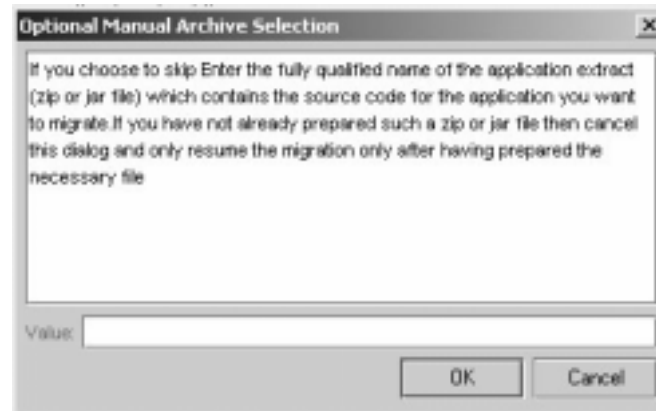 Optional Manual Archive Selection
If you choose to skip Enter the fully qualified name of the application extract
(zip or jar file) which contains the source code for the application you want
to migrate.If you have not already prepared such a zip or jar file then cancel
this dialog and only resume the migration only after having prepared the
necessary file
Value:
OK Cancel